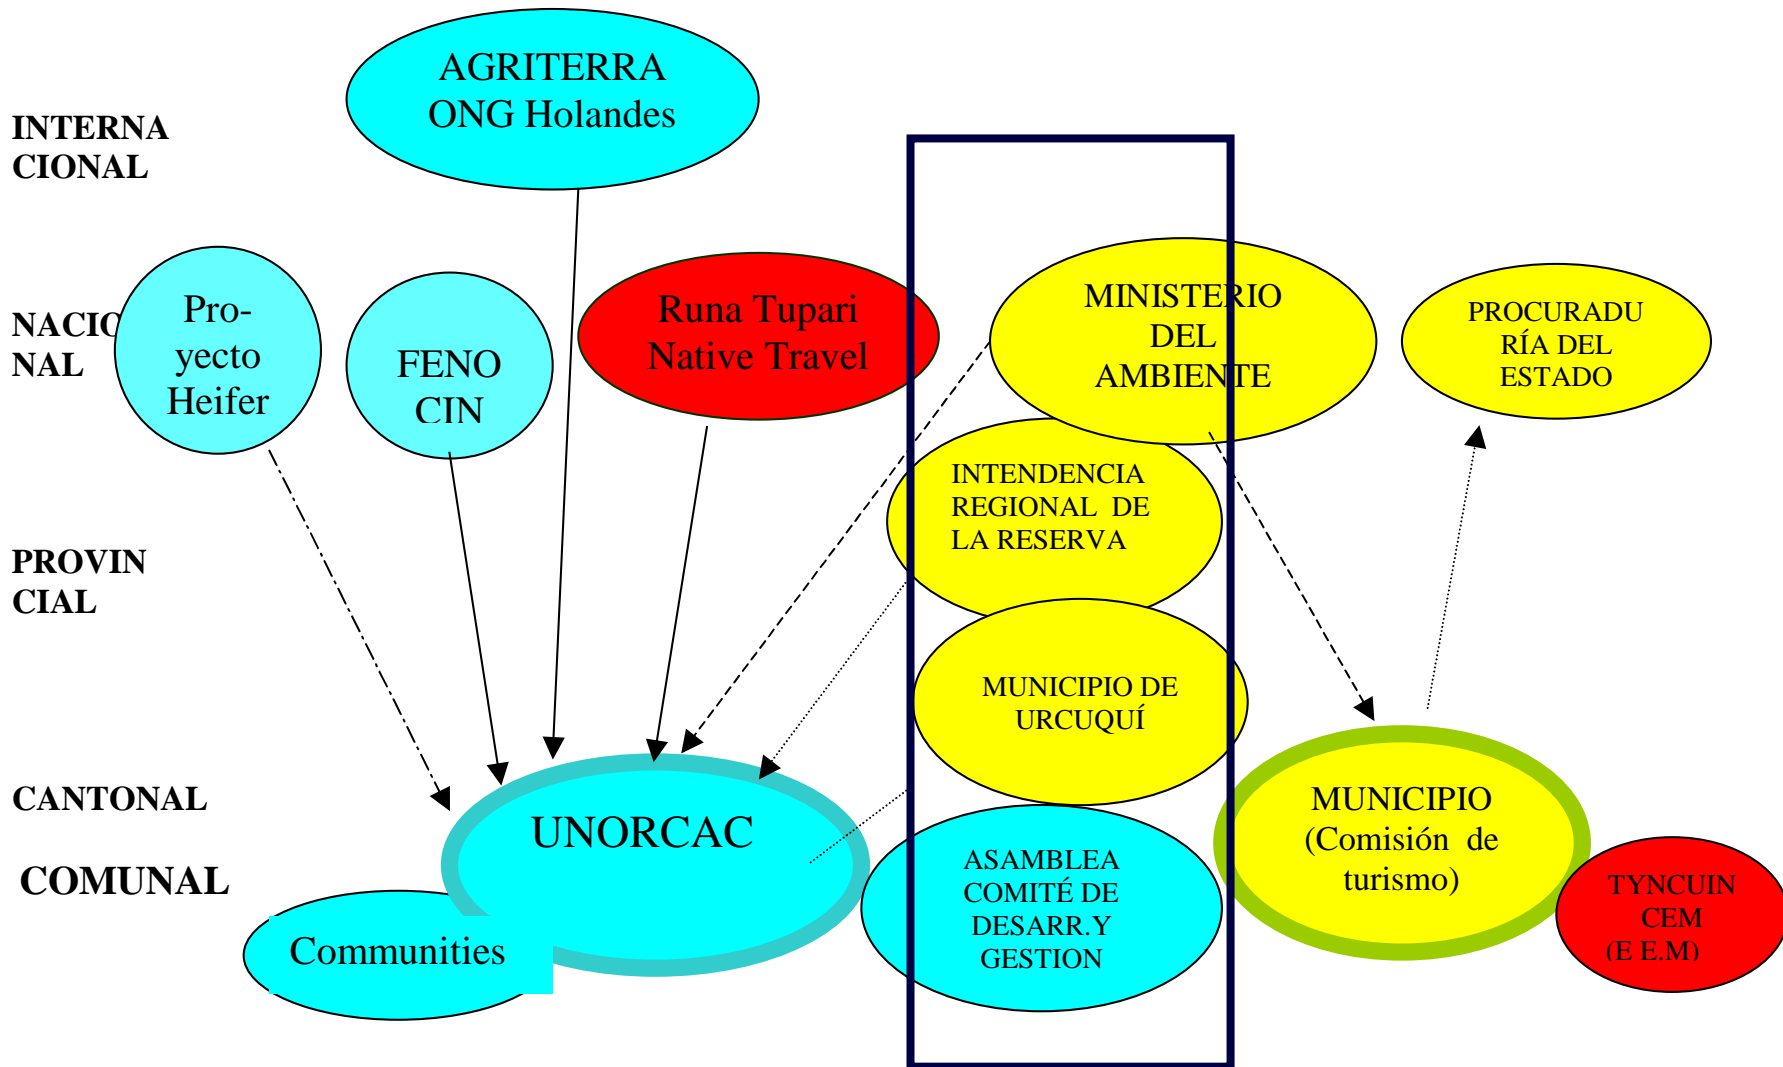 AGRITERRA
ONG Holandes
INTERNA
CIONAL
NACIO
NAL
Pro-
yecto
Heifer
FENO
CIN
Runa Tupari
Native Travel
MINISTERIO
DEL
AMBIENTE
PROCURADU
RÍA DEL
ESTADO
INTENDENCIA
REGIONAL DE
LA RESERVA
PROVIN
CIAL
MUNICIPIO DE
URCUQUÍ
CANTONAL
UNORCAC
MUNICIPIO
(Comisión de
turismo)
COMUNAL
ASAMBLEA
COMITÉ DE
DESARR.Y
GESTION
TYNCUIN
CEM
(E E.M)
Communities